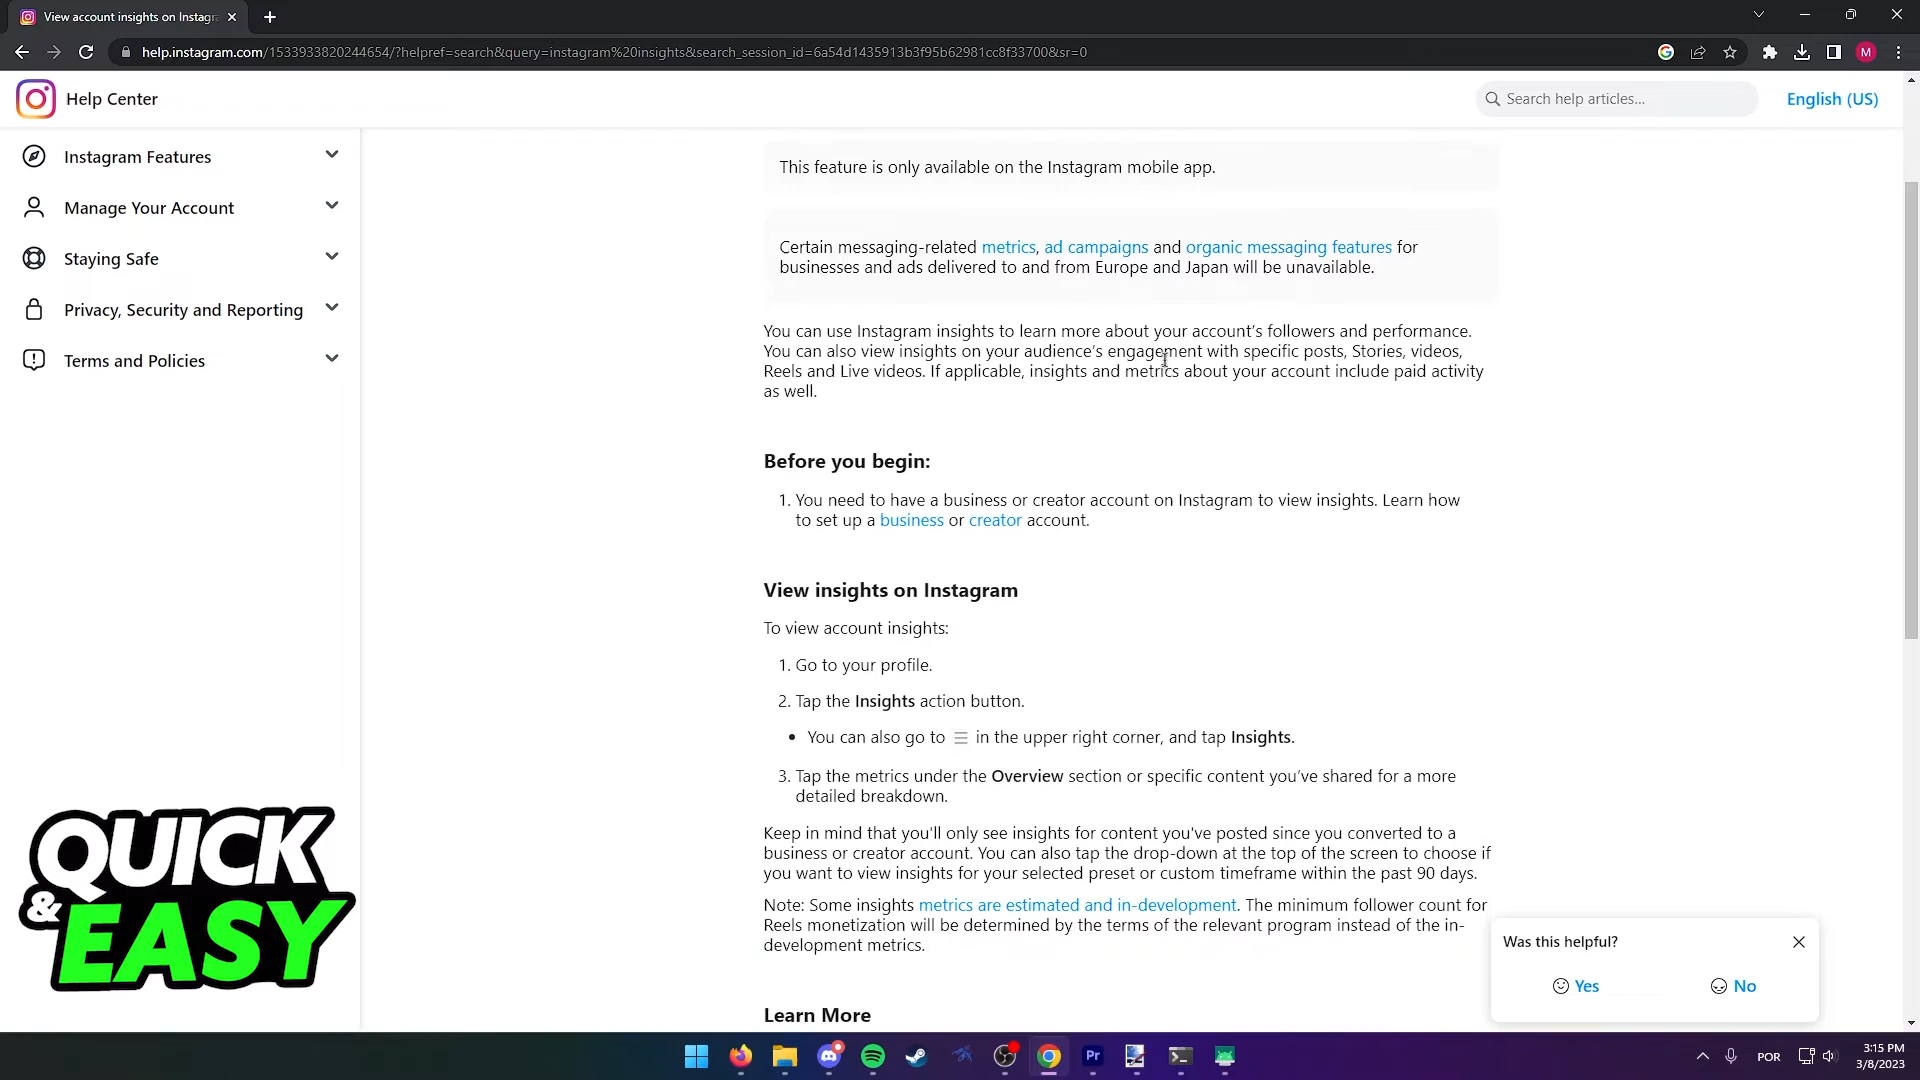 View account insights on Instagr
help.instagram.com/1533933820244654/?helpref=search&query=instagram%20insights&search_session_id=6a54d1435913b3f95b62981cc8f33700&sr=0
M
Help Center
Search help articles...
English (US)
Instagram Features
Manage Your Account
Staying Safe
Privacy, Security and Reporting
Terms and Policies
This feature is only available on the Instagram mobile app.
Certain messaging-related metrics, ad campaigns and organic messaging features for
businesses and ads delivered to and from Europe and Japan will be unavailable.
You can use Instagram insights to learn more about your account's followers and performance.
You can also view insights on your audience's engagement with specific posts, Stories, videos,
Reels and Live videos. If applicable, insights and metrics about your account include paid activity
as well.
Before you begin:
1. You need to have a business or creator account on Instagram to view insights. Learn how
to set up a business or creator account.
View insights on Instagram
To view account insights:
1. Go to your profile.
2. Tap the Insights action button.
• You can also go to ☰ in the upper right corner, and tap Insights.
3. Tap the metrics under the Overview section or specific content you've shared for a more
detailed breakdown.
Keep in mind that you'll only see insights for content you've posted since you converted to a
business or creator account. You can also tap the drop-down at the top of the screen to choose if
you want to view insights for your selected preset or custom timeframe within the past 90 days.
Note: Some insights metrics are estimated and in-development. The minimum follower count for
Reels monetization will be determined by the terms of the relevant program instead of the in-
development metrics.
Learn More
Was this helpful?
Yes
No
QUICK
& EASY
Pr
POR
3:15 PM
3/8/2023